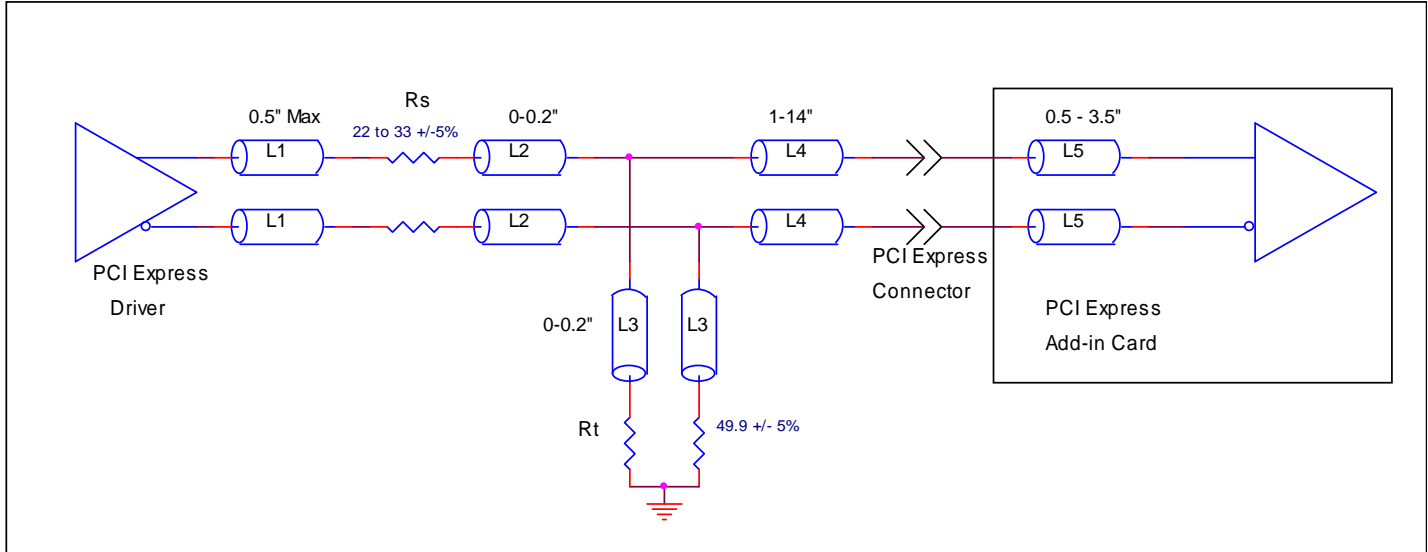 Rs
0.5" Max
22 to 33 +/-5%
0-0.2"
1-14"
0.5 - 3.5"
L1
L2
L4
L5
L1
L2
L4
L5
PCI Express
Driver
PCI Express
Connector
PCI Express
Add-in Card
0-0.2"
L3
L3
Rt
49.9 +/- 5%